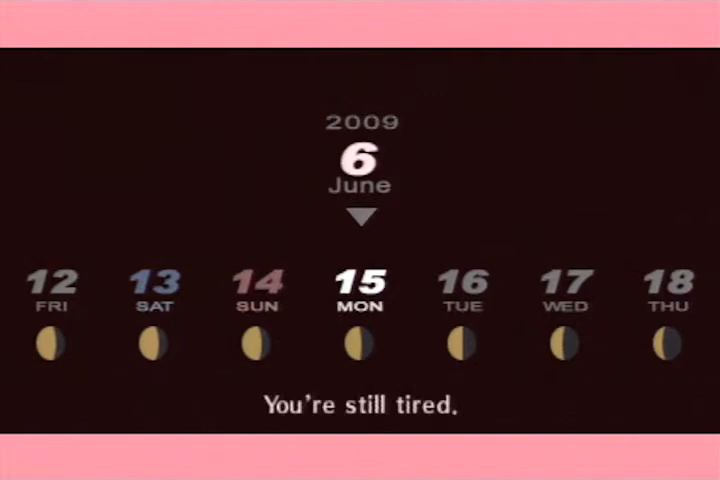 2009
6
June
12 13 14 15 16 17 18
FRI SAT SUN MON TUE WED THU
You're still tired.